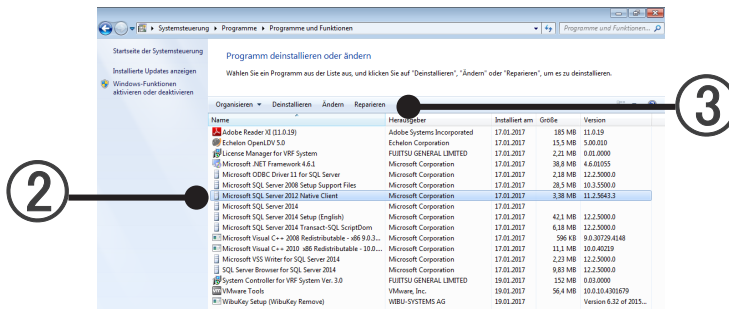 Systemsteuerung ▸ Programme ▸ Programme und Funktionen
Programme und Funktionen...
Startseite der Systemsteuerung
Installierte Updates anzeigen
Windows-Funktionen
aktivieren oder deaktivieren
Programm deinstallieren oder ändern
Wählen Sie ein Programm aus der Liste aus, und klicken Sie auf "Deinstallieren", "Ändern" oder "Reparieren", um es zu deinstallieren.
Organisieren Deinstallieren Ändern Reparieren
3
Name Herausgeber Installiert am Größe Version
Adobe Reader XI (11.0.19) Adobe Systems Incorporated 17.01.2017 185 MB 11.0.19
Echelon OpenLDV 5.0 Echelon Corporation 17.01.2017 15,5 MB 5.00.010
License Manager for VRF System FUJITSU GENERAL LIMITED 17.01.2017 2,21 MB 0.01.0000
Microsoft .NET Framework 4.6.1 Microsoft Corporation 17.01.2017 38,8 MB 4.6.01055
Microsoft ODBC Driver 11 for SQL Server Microsoft Corporation 17.01.2017 2,18 MB 12.2.5000.0
Microsoft SQL Server 2008 Setup Support Files Microsoft Corporation 17.01.2017 28,5 MB 10.3.5500.0
2
Microsoft SQL Server 2012 Native Client Microsoft Corporation 17.01.2017 3,38 MB 11.2.5643.3
Microsoft SQL Server 2014 Microsoft Corporation 17.01.2017
Microsoft SQL Server 2014 Setup (English) Microsoft Corporation 17.01.2017 42,1 MB 12.2.5000.0
Microsoft SQL Server 2014 Transact-SQL ScriptDom Microsoft Corporation 17.01.2017 6,18 MB 12.2.5000.0
Microsoft Visual C++ 2008 Redistributable - x86 9.0.3... Microsoft Corporation 17.01.2017 596 KB 9.0.30729.4148
Microsoft Visual C++ 2010 x86 Redistributable - 10.0.... Microsoft Corporation 17.01.2017 11,1 MB 10.0.40219
Microsoft VSS Writer for SQL Server 2014 Microsoft Corporation 17.01.2017 2,23 MB 12.2.5000.0
SQL Server Browser for SQL Server 2014 Microsoft Corporation 17.01.2017 9,83 MB 12.2.5000.0
System Controller for VRF System Ver. 3.0 FUJITSU GENERAL LIMITED 19.01.2017 152 MB 0.03.0000
VMware Tools VMware, Inc. 19.01.2017 56,4 MB 10.0.10.4301679
WibuKey Setup (WibuKey Remove) WIBU-SYSTEMS AG 19.01.2017 Version 6.32 of 2015...